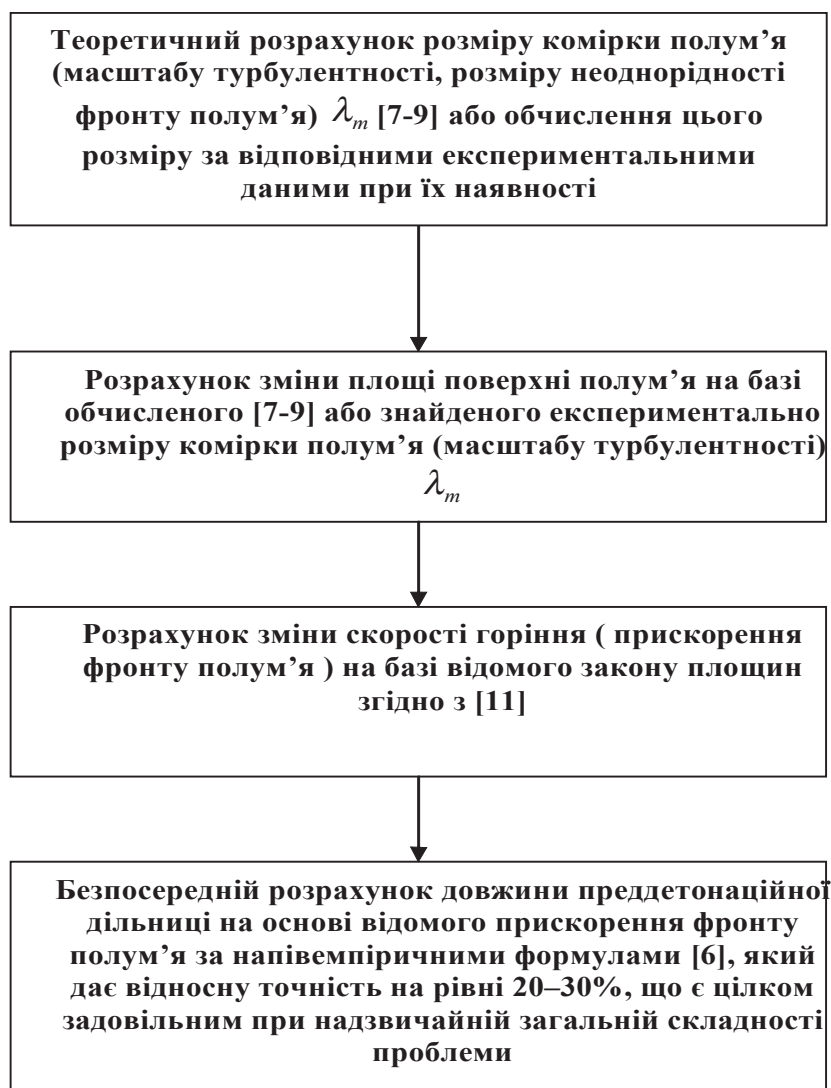 Теоретичний розрахунок розміру комірки полум’я
(масштабу турбулентності, розміру неоднорідності
фронту полум’я) λm [7-9] або обчислення цього
розміру за відповідними експериментальними
даними при їх наявності
Розрахунок зміни площі поверхні полум’я на базі
обчисленого [7-9] або знайденого експериментально
розміру комірки полум’я (масштабу турбулентності)
λm
Розрахунок зміни скорості горіння ( прискорення
фронту полум’я ) на базі відомого закону площин
згідно з [11]
Безпосередній розрахунок довжини преддетонаційної
дільниці на основі відомого прискорення фронту
полум’я за напівемпіричними формулами [6], який
дає відносну точність на рівні 20–30%, що є цілком
задовільним при надзвичайній загальній складності
проблеми